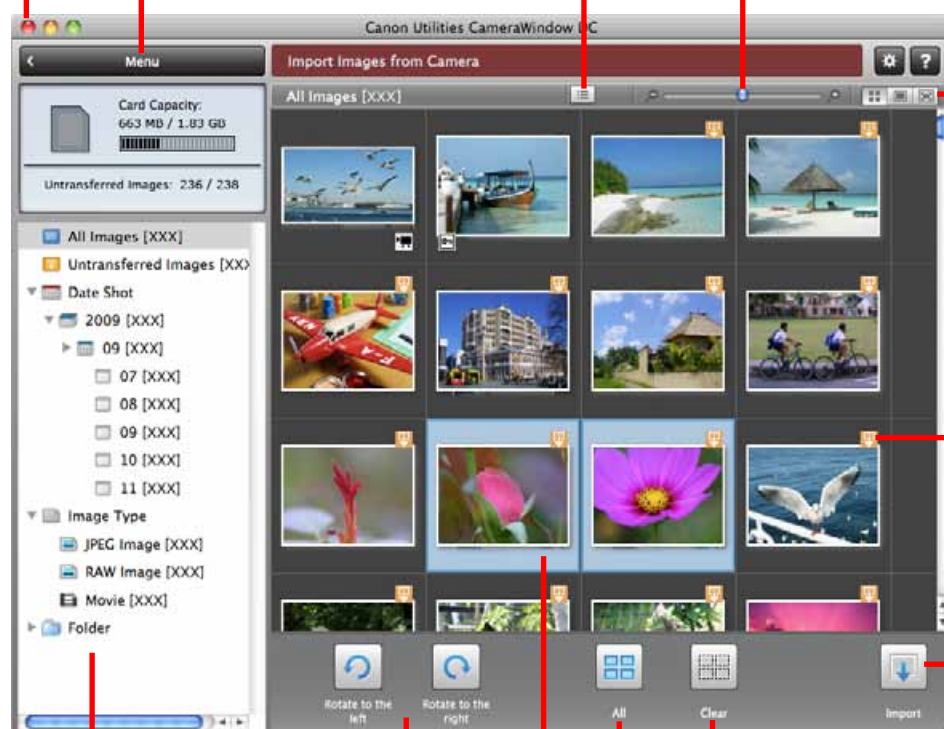 Canon Utilities CameraWindow DC
Menu
Import Images from Camera
?
Card Capacity:
663 MB / 1.83 GB
Untransferred Images: 236 / 238
All Images [XXX]
All Images [XXX]
Untransferred Images [XXX
Date Shot
2009 [XXX]
09 [XXX]
07 [XXX]
08 [XXX]
09 [XXX]
10 [XXX]
11 [XXX]
Image Type
JPEG Image [XXX]
RAW Image [XXX]
Movie [XXX]
Folder
Rotate to the
left
Rotate to the
right
All
Clear
Import